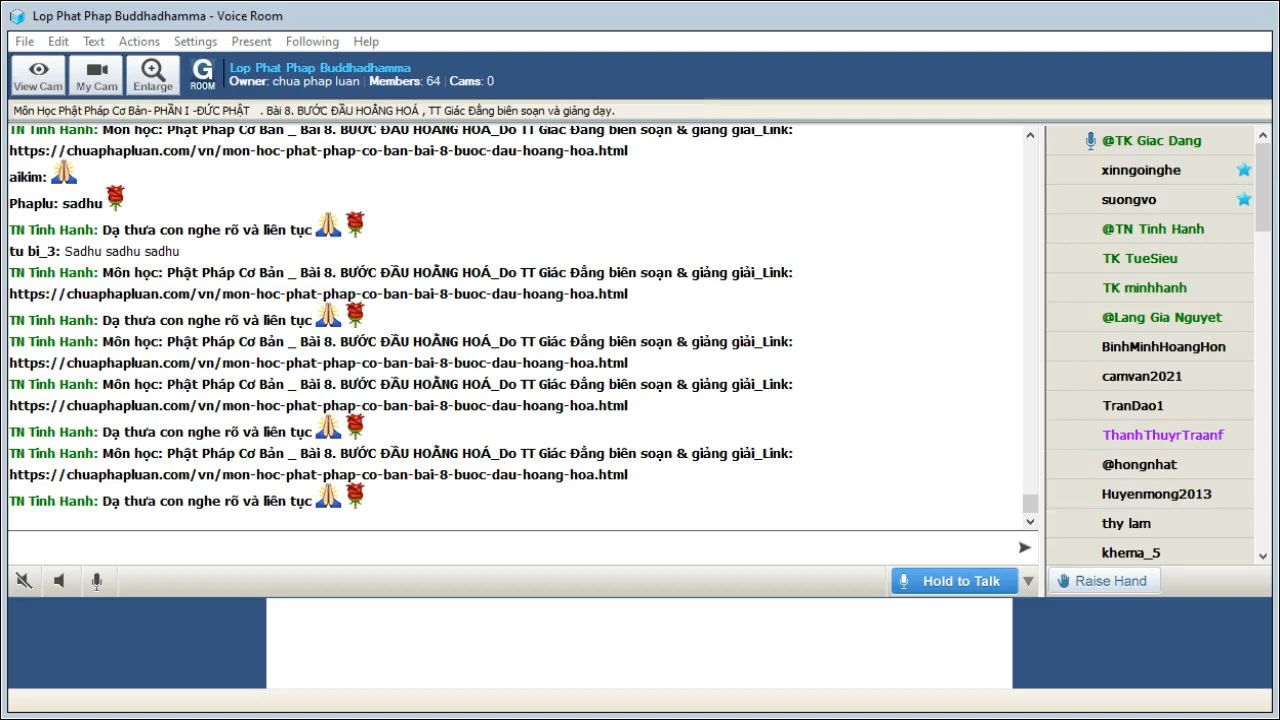 Lop Phat Phap Buddhadhamma - Voice Room
File Edit Text Actions Settings Present Following Help
View Cam My Cam Enlarge G ROOM
Lop Phat Phap Buddhadhamma
Owner: chua phap luan | Members: 64 | Cams: 0
Môn Học Phật Pháp Cơ Bản- PHẦN I -ĐỨC PHẬT . Bài 8. BƯỚC ĐẦU HOẰNG HOÁ , TT Giác Đẳng biên soạn và giảng dạy.
TN Tinh Hanh: Môn học: Phật Pháp Cơ Bản _ Bài 8. BƯỚC ĐẦU HOẰNG HOÁ_Do TT Giác Đẳng biên soạn & giảng giải_Link:
https://chuaphapluan.com/vn/mon-hoc-phat-phap-co-ban-bai-8-buoc-dau-hoang-hoa.html
aikim:
Phaplu: sadhu
TN Tinh Hanh: Dạ thưa con nghe rõ và liên tục
tu bi_3: Sadhu sadhu sadhu
TN Tinh Hanh: Môn học: Phật Pháp Cơ Bản _ Bài 8. BƯỚC ĐẦU HOẰNG HOÁ_Do TT Giác Đẳng biên soạn & giảng giải_Link:
https://chuaphapluan.com/vn/mon-hoc-phat-phap-co-ban-bai-8-buoc-dau-hoang-hoa.html
TN Tinh Hanh: Dạ thưa con nghe rõ và liên tục
TN Tinh Hanh: Môn học: Phật Pháp Cơ Bản _ Bài 8. BƯỚC ĐẦU HOẰNG HOÁ_Do TT Giác Đẳng biên soạn & giảng giải_Link:
https://chuaphapluan.com/vn/mon-hoc-phat-phap-co-ban-bai-8-buoc-dau-hoang-hoa.html
TN Tinh Hanh: Môn học: Phật Pháp Cơ Bản _ Bài 8. BƯỚC ĐẦU HOẰNG HOÁ_Do TT Giác Đẳng biên soạn & giảng giải_Link:
https://chuaphapluan.com/vn/mon-hoc-phat-phap-co-ban-bai-8-buoc-dau-hoang-hoa.html
TN Tinh Hanh: Dạ thưa con nghe rõ và liên tục
TN Tinh Hanh: Môn học: Phật Pháp Cơ Bản _ Bài 8. BƯỚC ĐẦU HOẰNG HOÁ_Do TT Giác Đẳng biên soạn & giảng giải_Link:
https://chuaphapluan.com/vn/mon-hoc-phat-phap-co-ban-bai-8-buoc-dau-hoang-hoa.html
TN Tinh Hanh: Dạ thưa con nghe rõ và liên tục
@TK Giac Dang
xinngoinghe
suongvo
@TN Tinh Hanh
TK TueSieu
TK minhhanh
@Lang Gia Nguyet
BinhMinhHoangHon
camvan2021
TranDao1
ThanhThuyrTraanf
@hongnhat
Huyenmong2013
thy lam
khema_5
Hold to Talk
Raise Hand